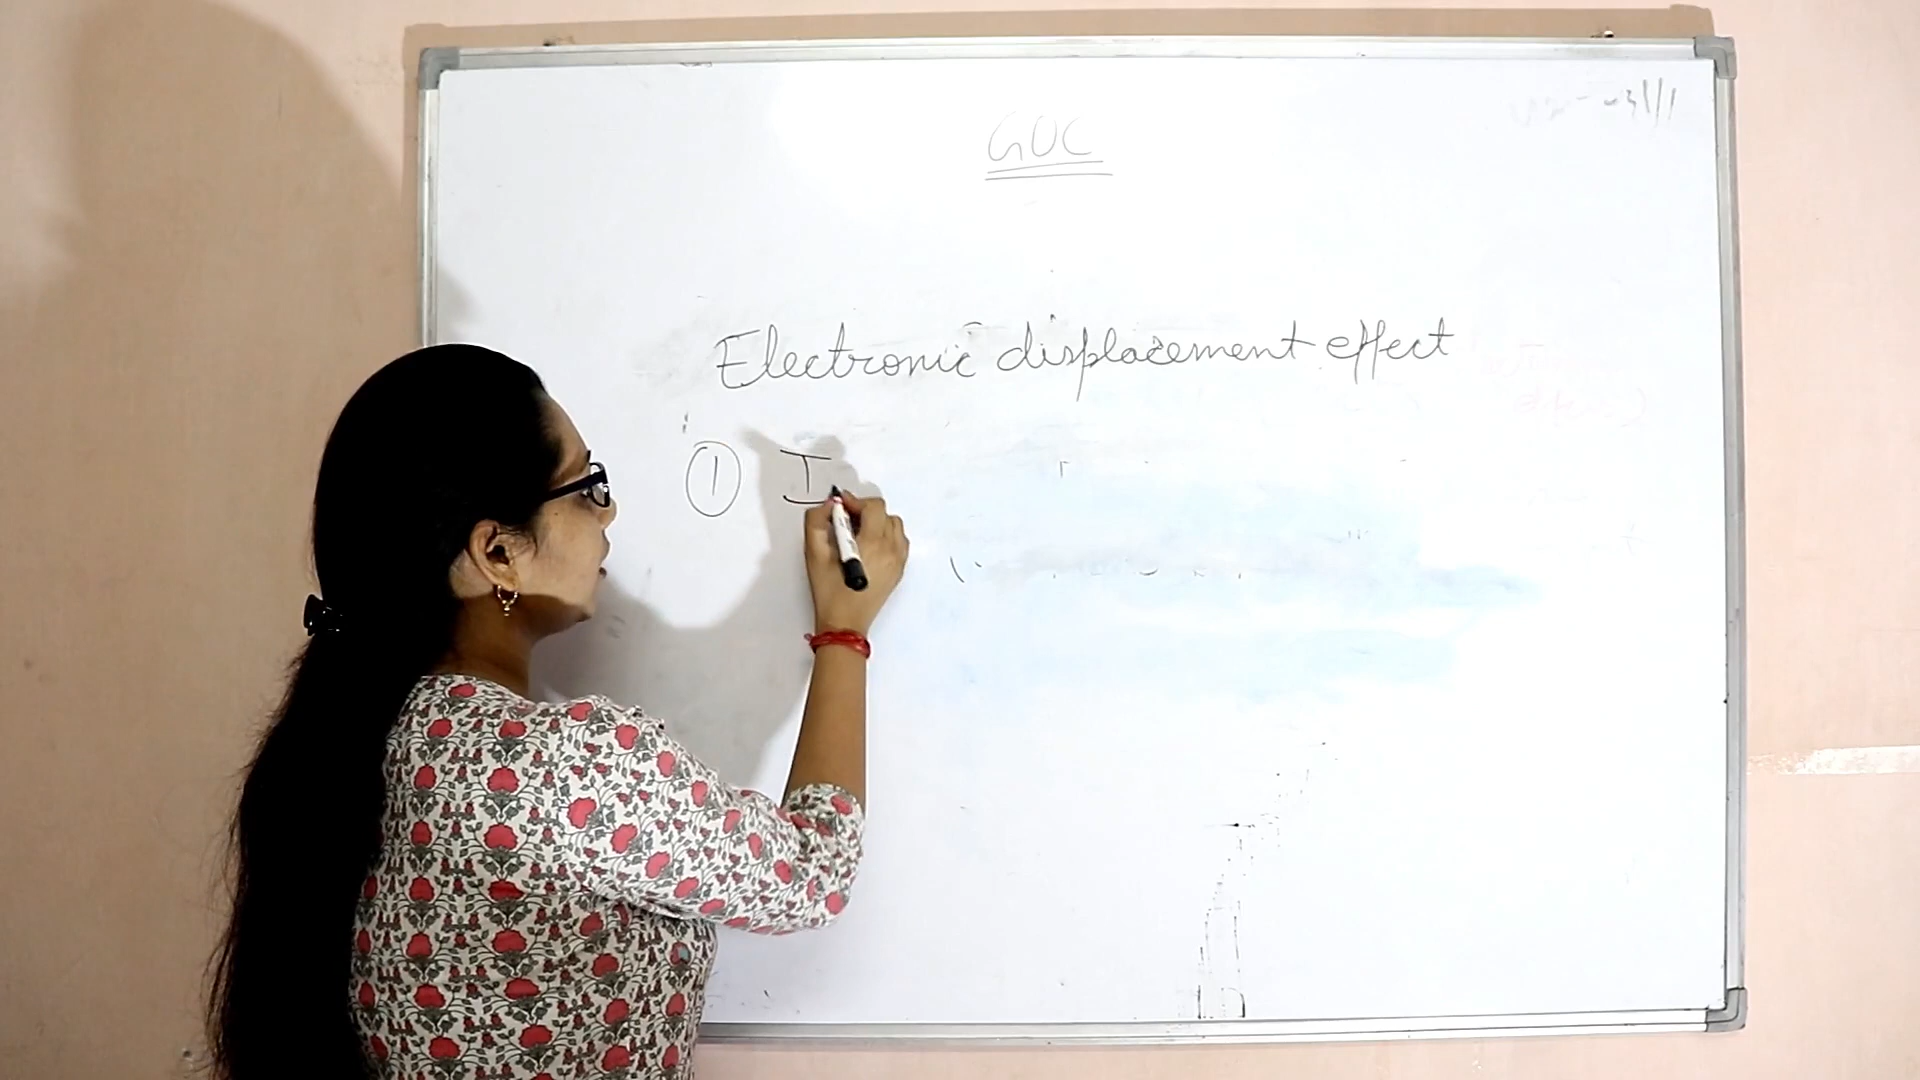 GOC
Electronic displacement effect
① I